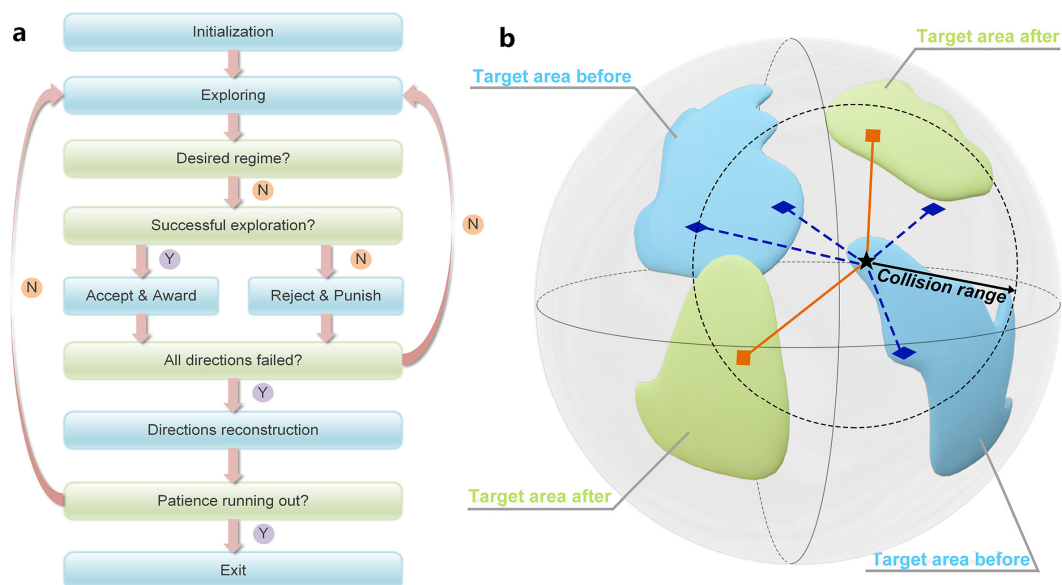 a
Initialization
Exploring
Desired regime?
N
Successful exploration?
Y
N
N
N
Accept & Award
Reject & Punish
All directions failed?
Y
Directions reconstruction
Patience running out?
Y
Exit
b
Target area after
Target area before
Collision range
Target area after
Target area before